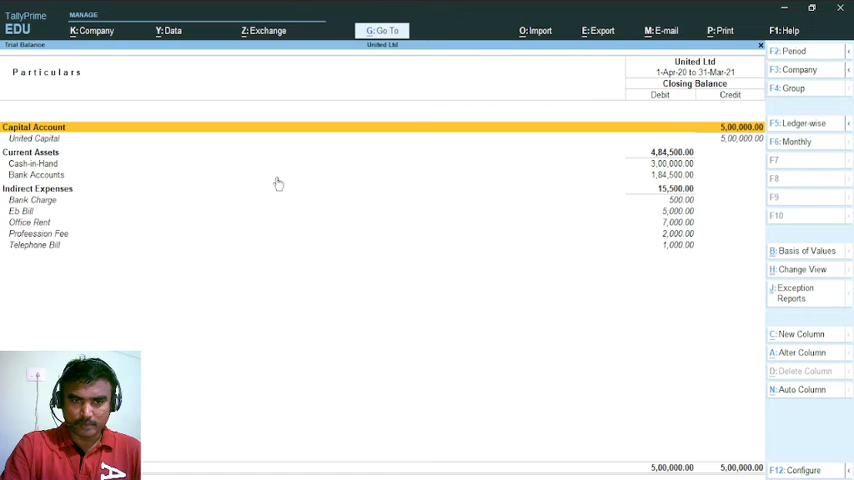 TallyPrime
EDU
MANAGE
K: Company
Y: Data
Z: Exchange
G: Go To
O: Import
E: Export
M: E-mail
P: Print
F1: Help
Trial Balance
United Ltd
x
Particulars
United Ltd
1-Apr-20 to 31-Mar-21
Closing Balance
Debit Credit
Capital Account 5,00,000.00
United Capital 5,00,000.00
Current Assets 4,84,500.00
Cash-in-Hand 3,00,000.00
Bank Accounts 1,84,500.00
Indirect Expenses 15,500.00
Bank Charge 500.00
Eb Bill 5,000.00
Office Rent 7,000.00
Profeession Fee 2,000.00
Telephone Bill 1,000.00
5,00,000.00 5,00,000.00
F2: Period
F3: Company
F4: Group
F5: Ledger-wise
F6: Monthly
F7
F8
F9
F10
B: Basis of Values
H: Change View
J: Exception
Reports
C: New Column
A: Alter Column
D: Delete Column
N: Auto Column
F12: Configure
A